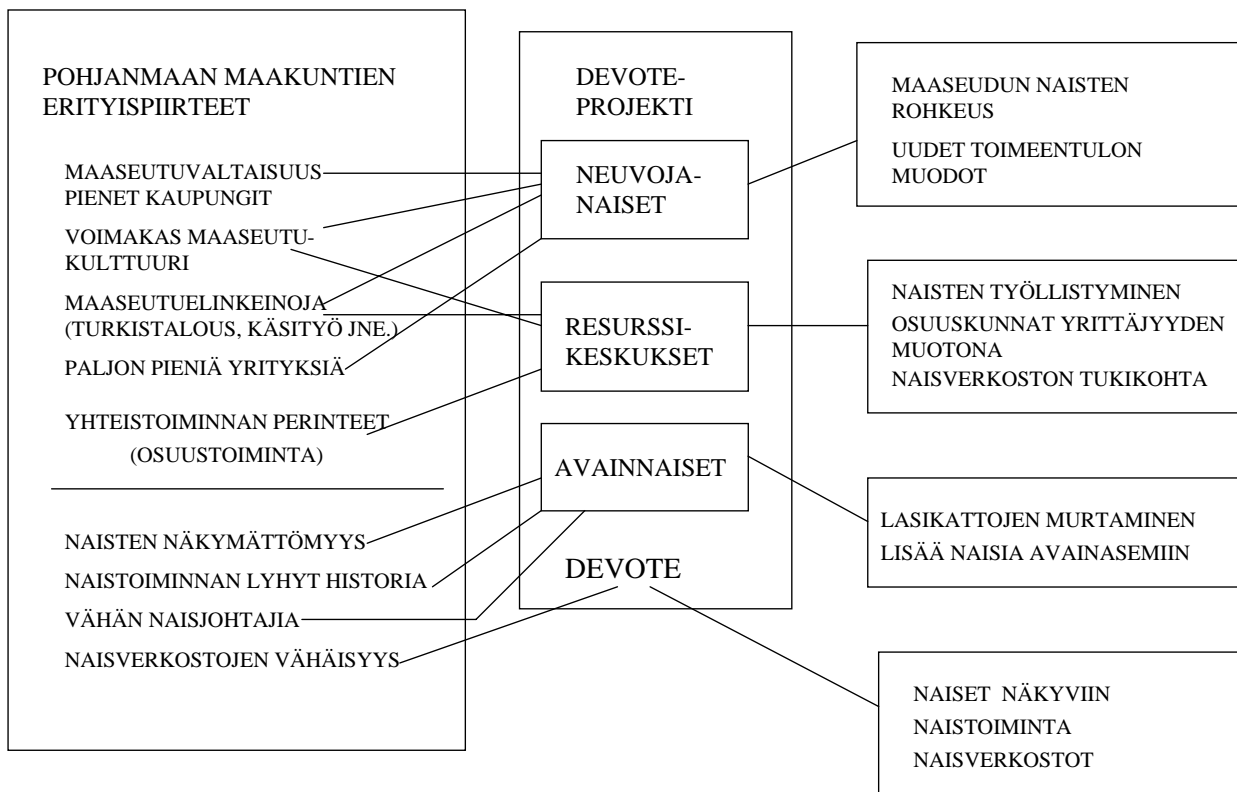 POHJANMAAN MAAKUNTIEN
ERITYISPIIRTEET
MAASEUTUVALTAISUUS
PIENET KAUPUNGIT
VOIMAKAS MAASEUTU-
KULTTUURI
MAASEUTUELINKEINOJA
(TURKISTALOUS, KÄSITYÖ JNE.)
PALJON PIENIÄ YRITYKSIÄ
YHTEISTOIMINNAN PERINTEET
(OSUUSTOIMINTA)
NAISTEN NÄKYMÄTTÖMYYS
NAISTOIMINNAN LYHYT HISTORIA
VÄHÄN NAISJOHTAJIA
NAISVERKOSTOJEN VÄHÄISYYS
DEVOTE-
PROJEKTI
NEUVOJA-
NAISET
RESURSSI-
KESKUKSET
AVAINNAISET
DEVOTE
MAASEUDUN NAISTEN
ROHKEUS
UUDET TOIMEENTULON
MUODOT
NAISTEN TYÖLLISTYMINEN
OSUUSKUNNAT YRITTÄJYYDEN
MUOTONA
NAISVERKOSTON TUKIKOHTA
LASIKATTOJEN MURTAMINEN
LISÄÄ NAISIA AVAINASEMIIN
NAISET NÄKYVIIN
NAISTOIMINTA
NAISVERKOSTOT